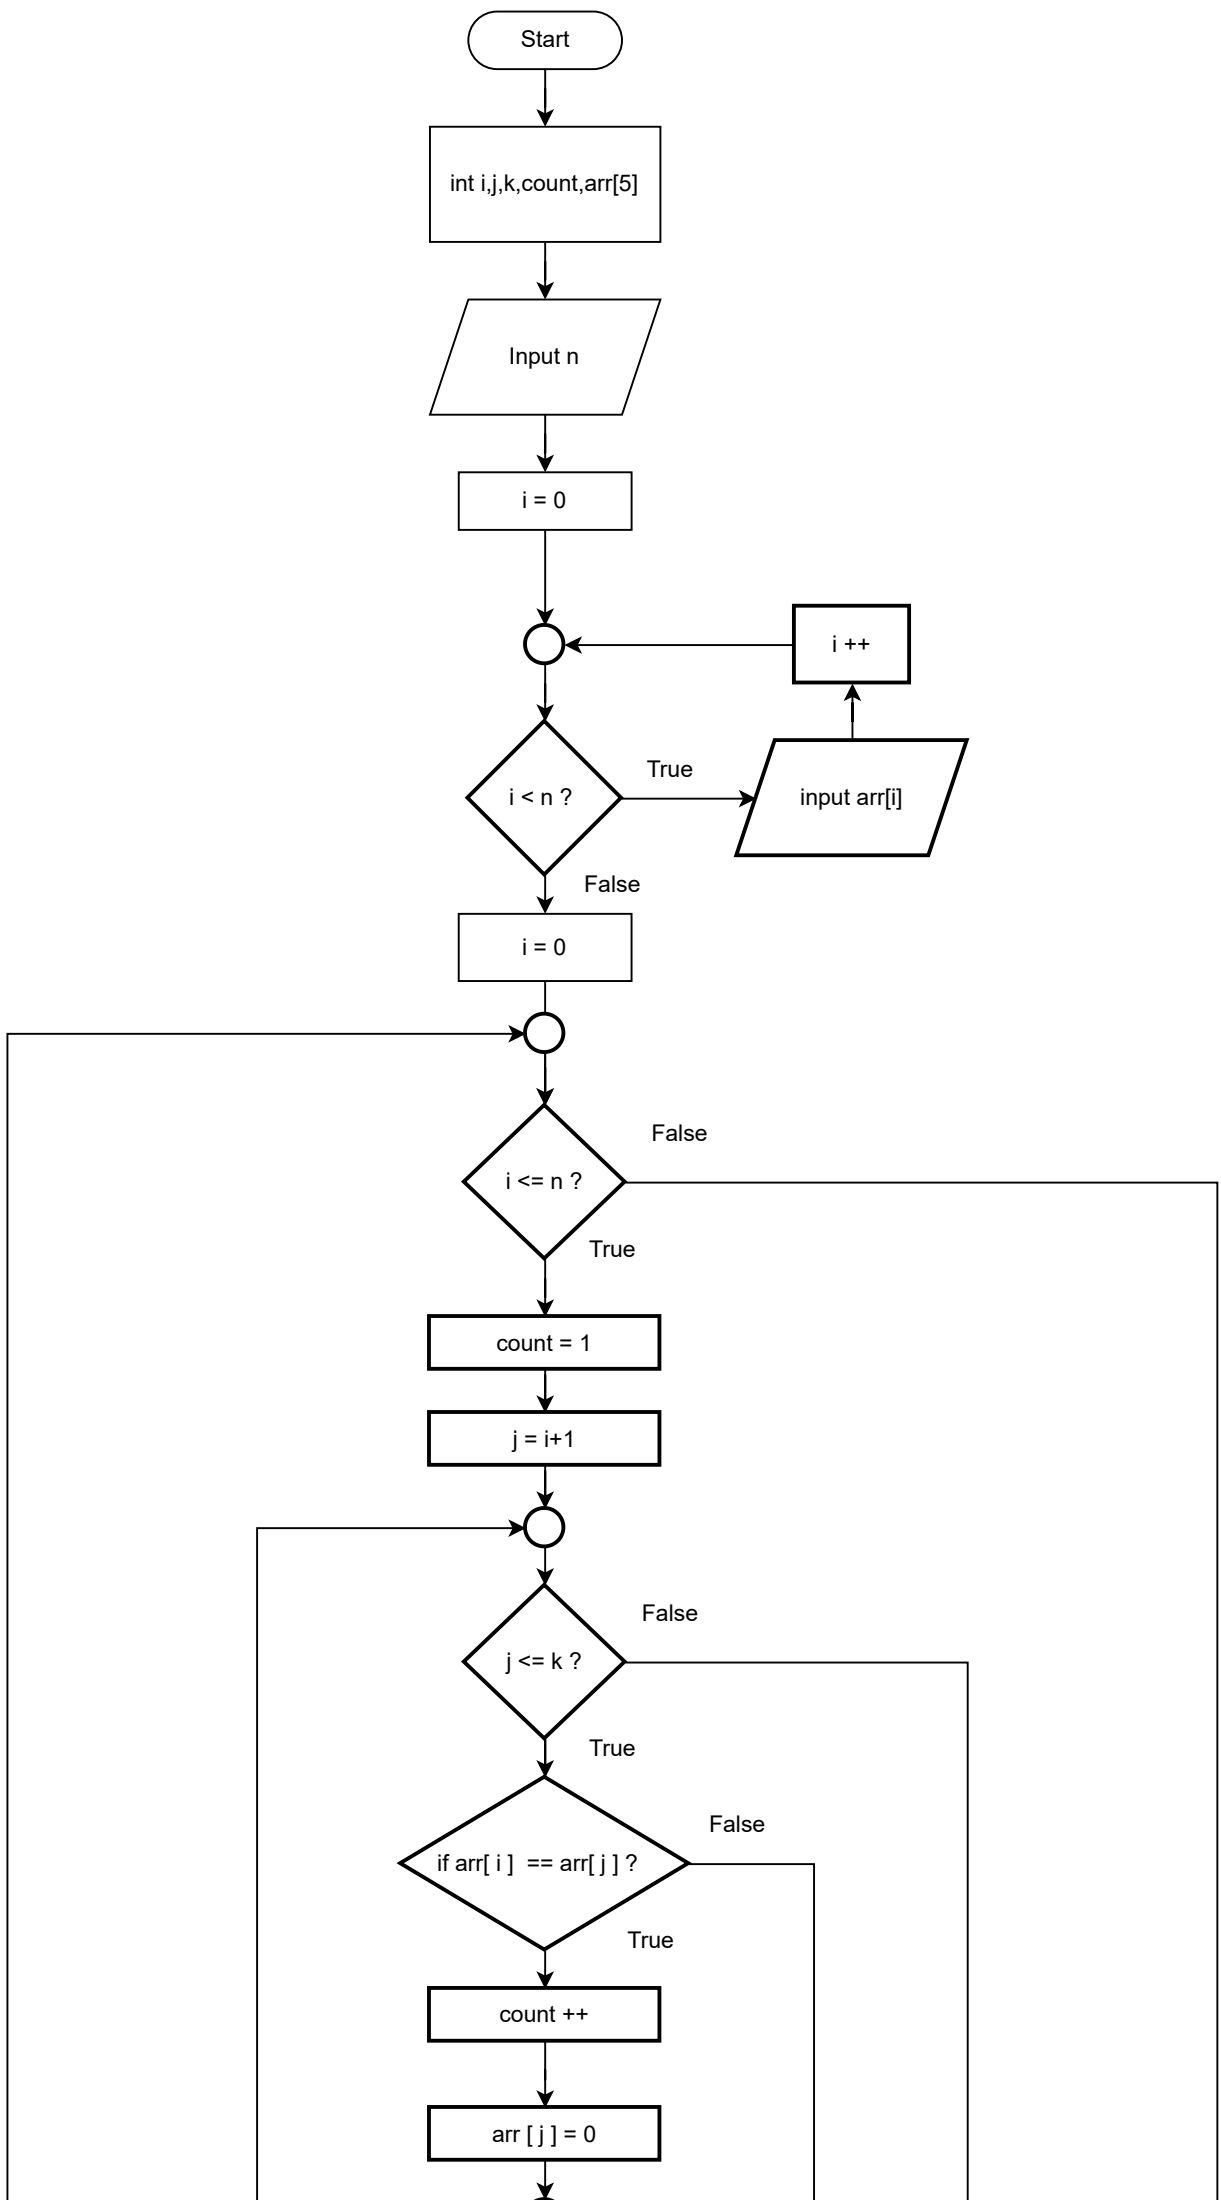 Start
int i,j,k,count,arr[5]
Input n
i = 0
i ++
i < n ?
True
input arr[i]
False
i = 0
False
i <= n ?
True
count = 1
j = i+1
False
j <= k ?
True
False
if arr[ i ]  == arr[ j ] ?
True
count ++
arr [ j ] = 0